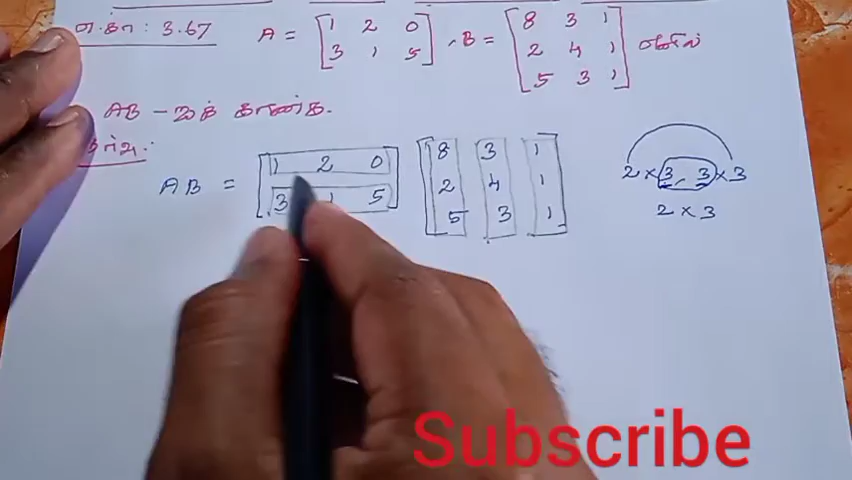 எ.கா : 3.67 A = [1 2 0 , B = [8 3 1 எனில்
3 1 5] 2 4 1
5 3 1]
AB - ஐக் காண்க.
AB = [1 2 0 [8 3 1 2 x 3, 3 x 3
3 1 5] 2 4 1 2 x 3
5 3 1]
Subscribe